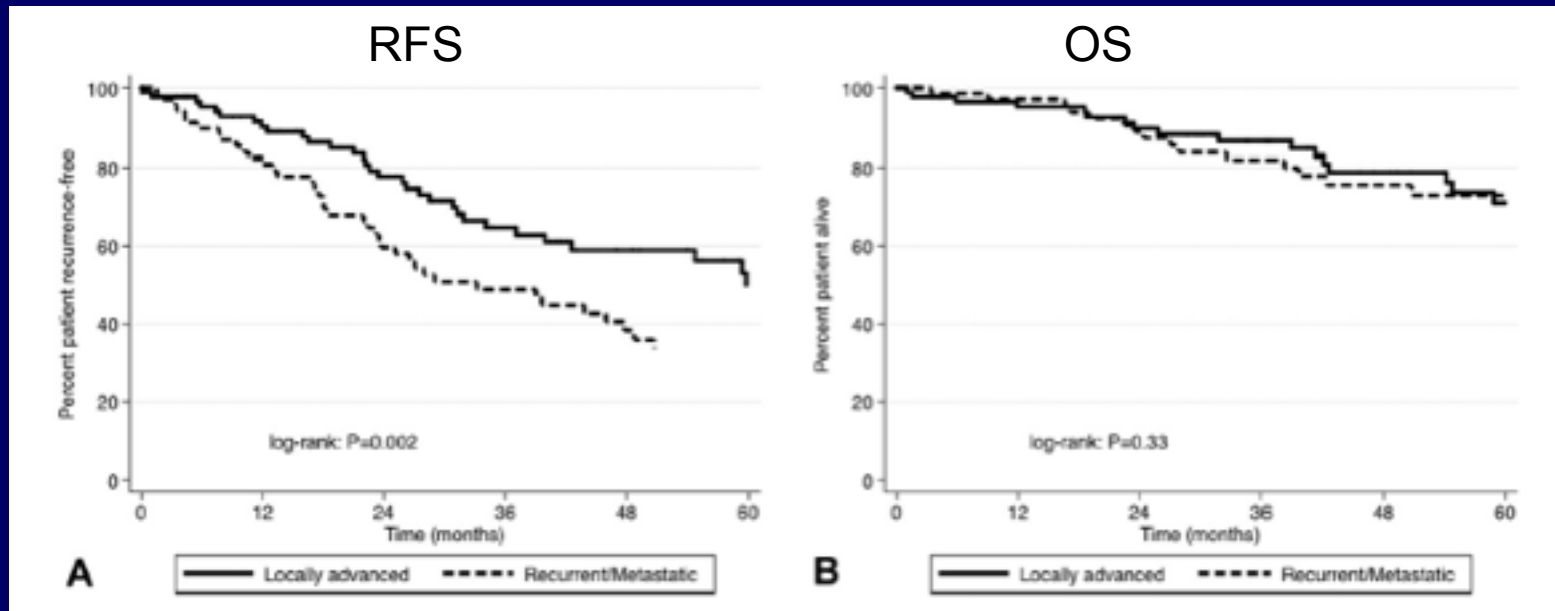 RFS
Percent patient recurrence-free
100
80
60
40
20
0
log-rank: P=0.002
0 12 24 36 48 60
Time (months)
A
Locally advanced Recurrent/Metastatic
OS
Percent patient alive
100
80
60
40
20
0
log-rank: P=0.33
0 12 24 36 48 60
Time (months)
B
Locally advanced Recurrent/Metastatic